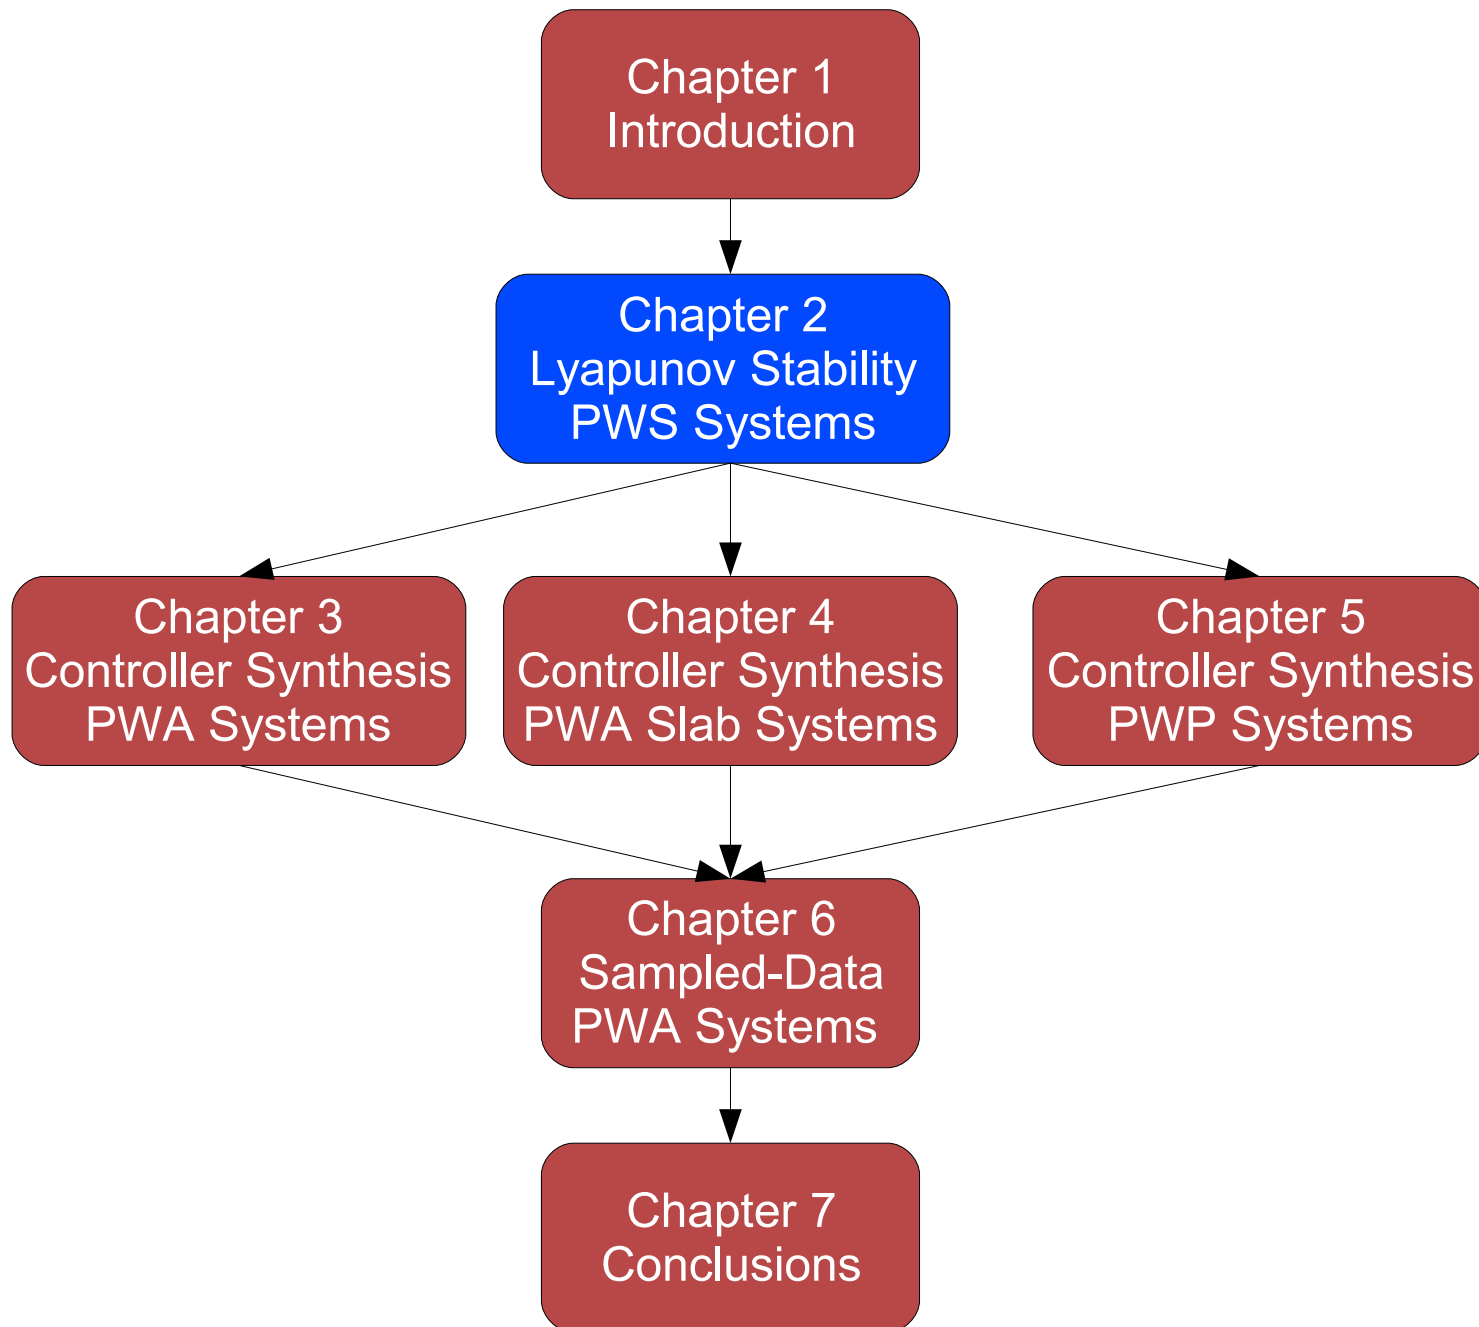 Chapter 1
Introduction
Chapter 2
Lyapunov Stability
PWS Systems
Chapter 3
Controller Synthesis
PWA Systems
Chapter 4
Controller Synthesis
PWA Slab Systems
Chapter 5
Controller Synthesis
PWP Systems
Chapter 6
Sampled-Data
PWA Systems
Chapter 7
Conclusions